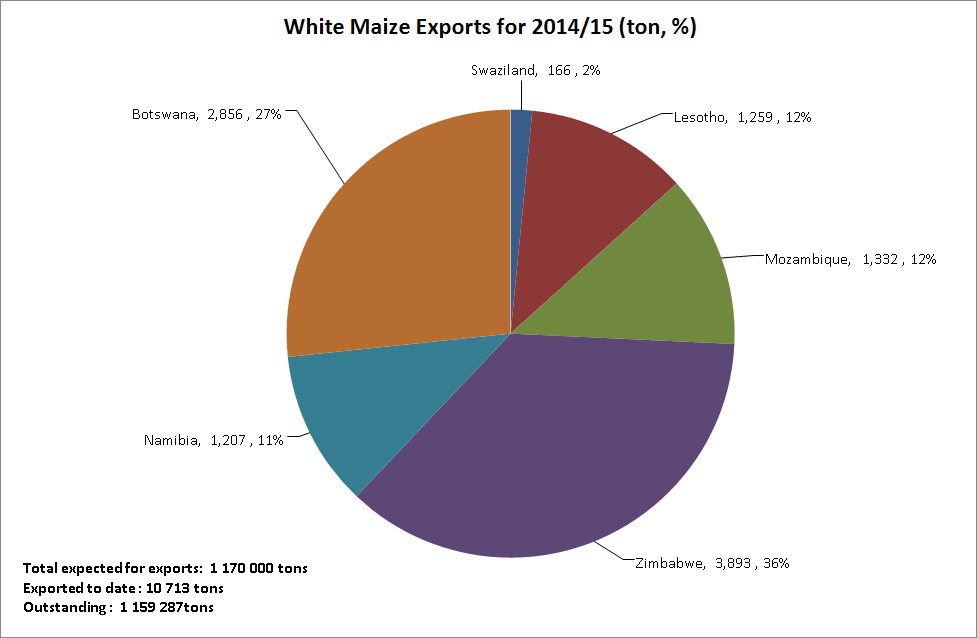 White Maize Exports for 2014/15 (ton, %)
Swaziland, 166 , 2%
Botswana, 2,856 , 27%
Lesotho, 1,259 , 12%
Mozambique, 1,332 , 12%
Namibia, 1,207 , 11%
Zimbabwe, 3,893 , 36%
Total expected for exports: 1 170 000 tons
Exported to date : 10 713 tons
Outstanding : 1 159 287tons